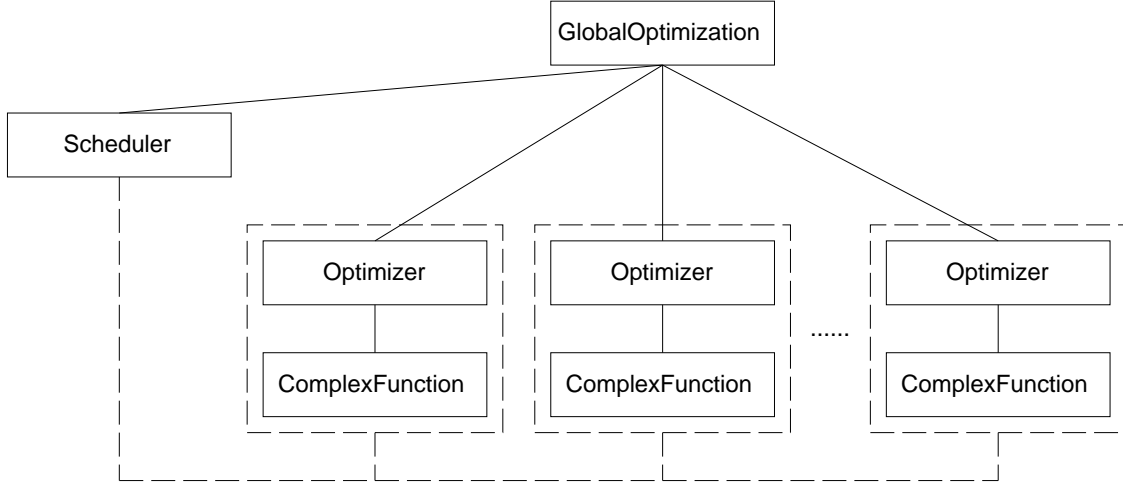 GlobalOptimization
Scheduler
Optimizer
Optimizer
Optimizer
......
ComplexFunction
ComplexFunction
ComplexFunction